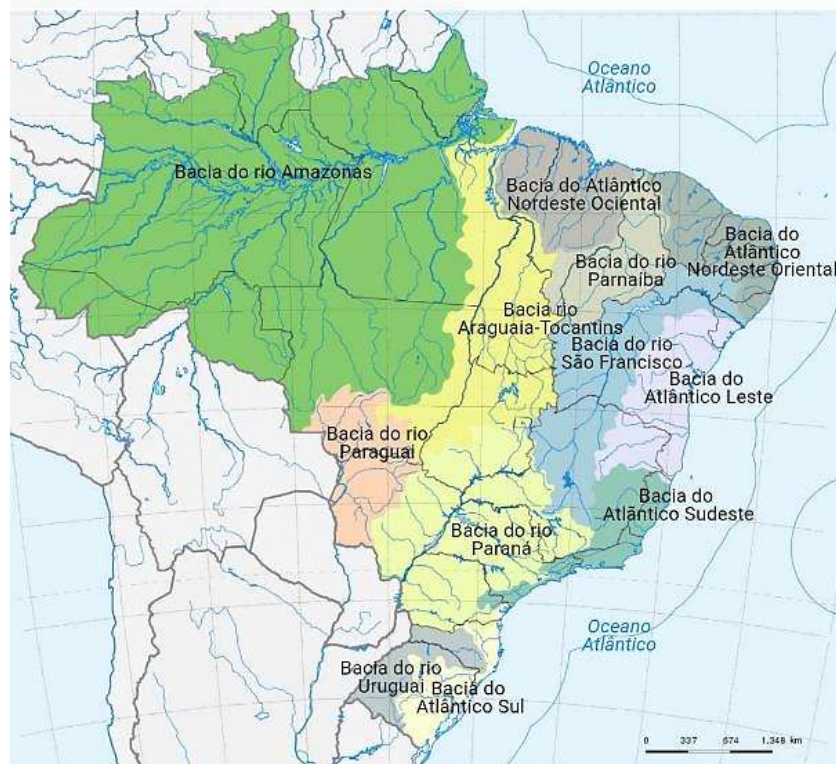 Oceano
Atlântico
Bacia do rio Amazonas
Bacia do Atlântico
Nordeste Ociental
Bacia do
Atlântico
Nordeste Oriental
Bacia do rio
Parnaíba
Bacia rio
Araguaia-Tocantins
Bacia do rio
São Francisco
Bacia do
Atlântico Leste
Bacia do rio
Paraguai
Bacia do
Atlãntico Sudeste
Bacia do rio
Paraná
Oceano
Atlântico
Bacia do rio
Uruguai
Bacia do
Atlântico Sul
0 337 674 1.348 km